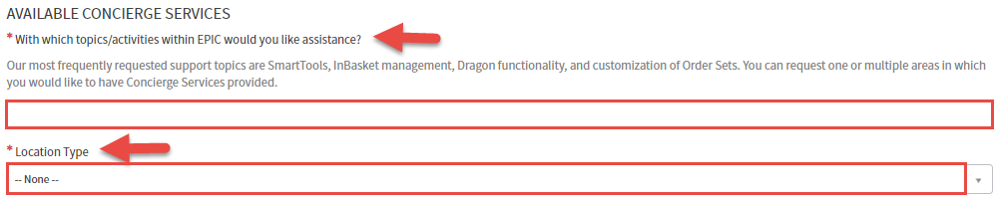 AVAILABLE CONCIERGE SERVICES
* With which topics/activities within EPIC would you like assistance?
Our most frequently requested support topics are SmartTools, InBasket management, Dragon functionality, and customization of Order Sets. You can request one or multiple areas in which
you would like to have Concierge Services provided.
* Location Type
-- None --